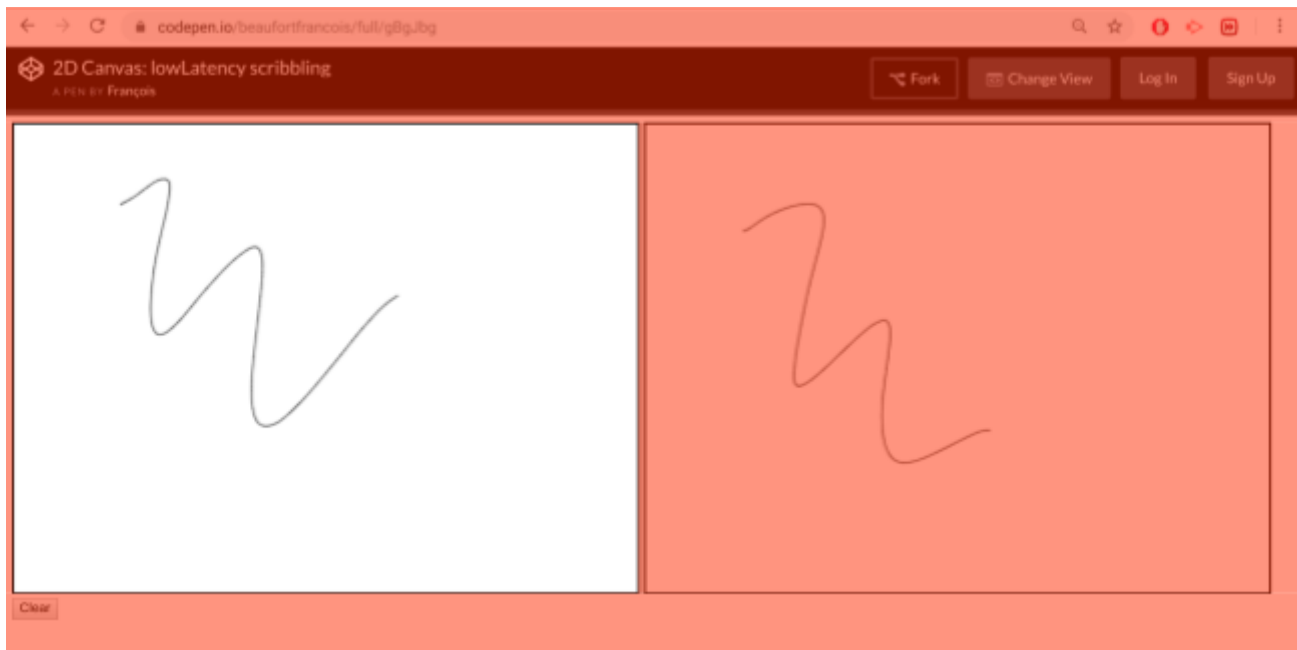 codepen.io/beaufortfrancois/full/gBgJbg
2D Canvas: lowLatency scribbling
A PEN BY François
Fork
Change View
Log In
Sign Up
Clear